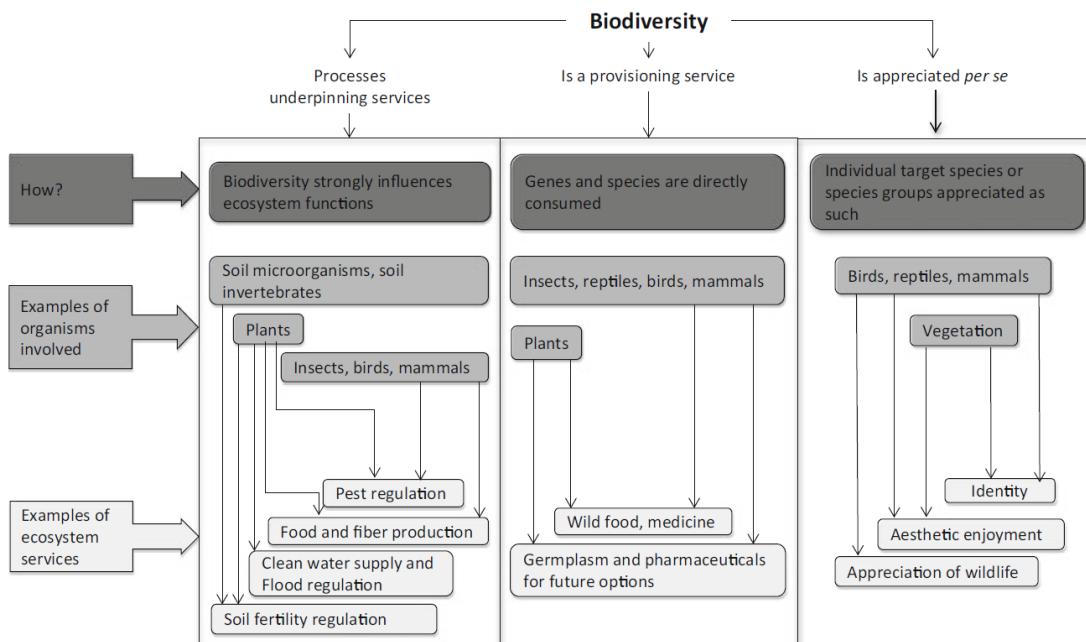 Biodiversity
Processes
underpinning services
Is a provisioning service
Is appreciated per se
How?
Biodiversity strongly influences
ecosystem functions
Genes and species are directly
consumed
Individual target species or
species groups appreciated as
such
Examples of
organisms
involved
Soil microorganisms, soil
invertebrates
Plants
Insects, birds, mammals
Insects, reptiles, birds, mammals
Plants
Birds, reptiles, mammals
Vegetation
Examples of
ecosystem
services
Pest regulation
Food and fiber production
Clean water supply and
Flood regulation
Soil fertility regulation
Wild food, medicine
Germplasm and pharmaceuticals
for future options
Identity
Aesthetic enjoyment
Appreciation of wildlife